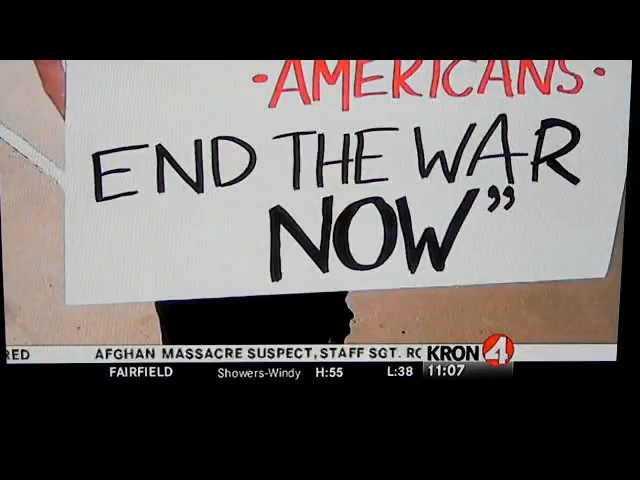 •AMERICANS•
END THE WAR
NOW”
RED AFGHAN MASSACRE SUSPECT, STAFF SGT. RO
KRON 4
FAIRFIELD Showers-Windy H:55 L:38 11:07